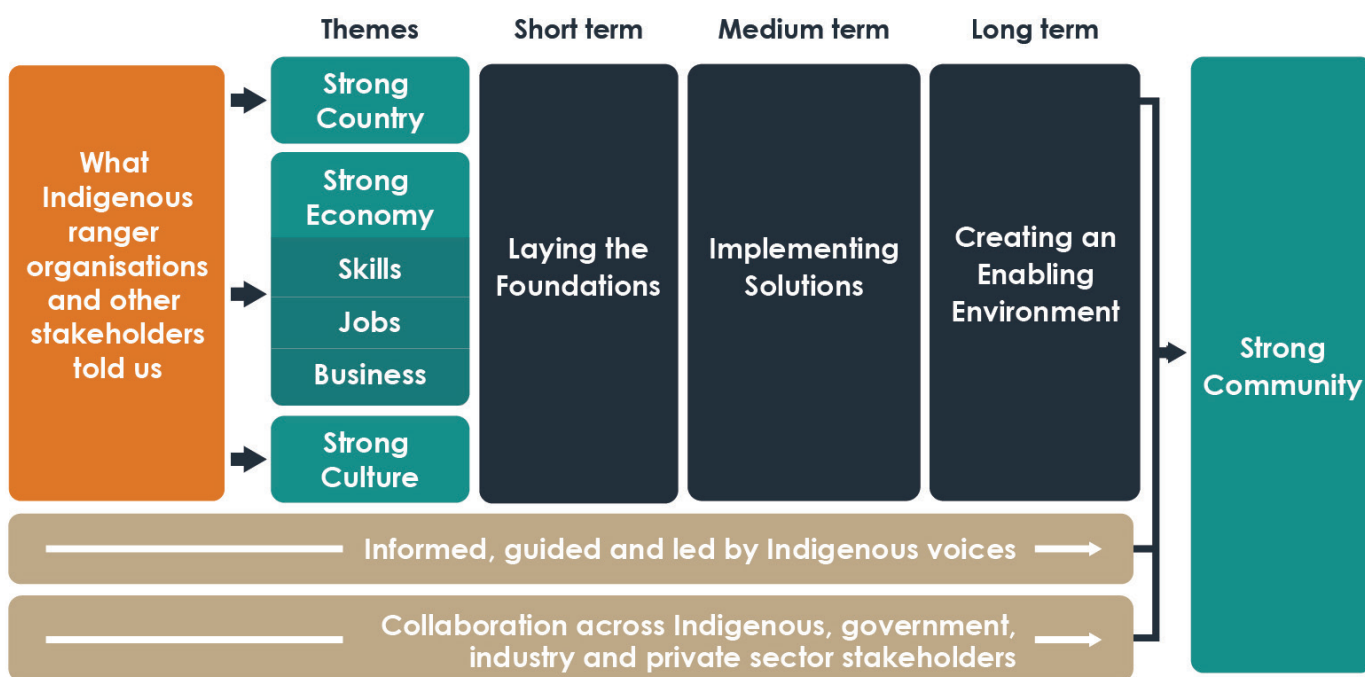 Themes
Short term
Medium term
Long term
What
Indigenous
ranger
organisations
and other
stakeholders
told us
Strong
Country
Strong
Economy
Skills
Jobs
Business
Strong
Culture
Laying the
Foundations
Implementing
Solutions
Creating an
Enabling
Environment
Strong
Community
Informed, guided and led by Indigenous voices
Collaboration across Indigenous, government,
industry and private sector stakeholders